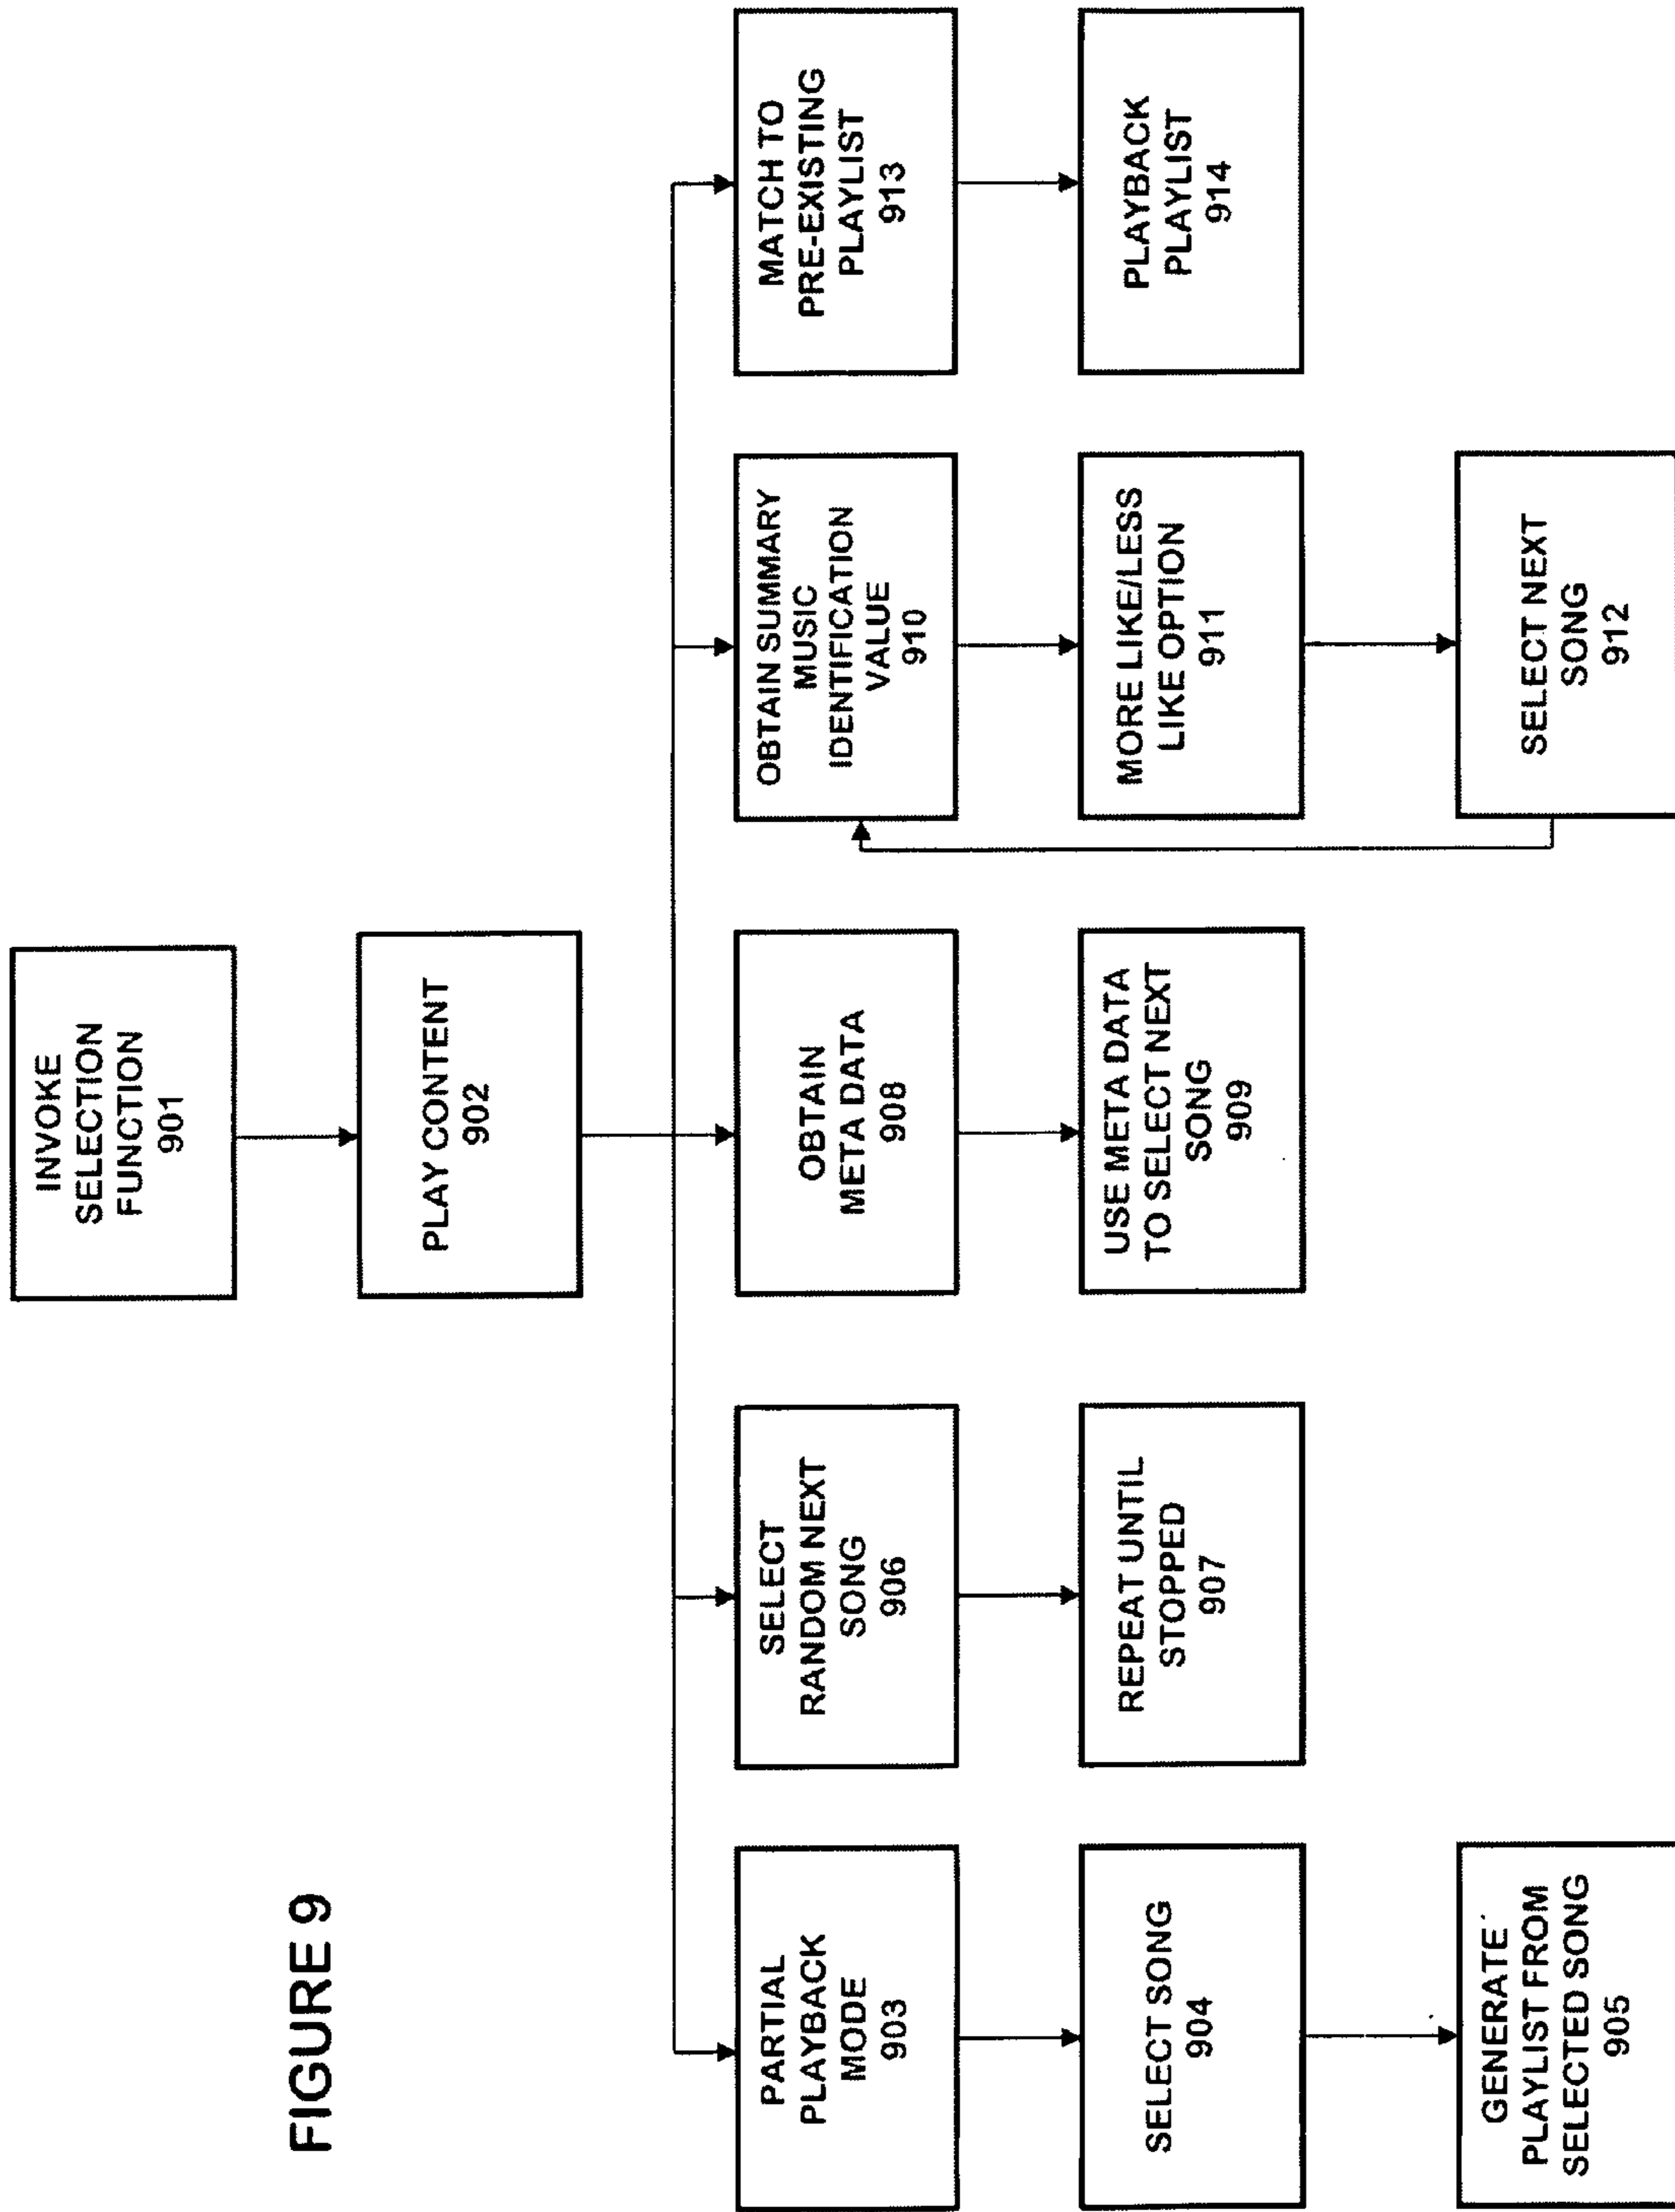 FIGURE 9
INVOKE
SELECTION
FUNCTION
901
PLAY CONTENT
902
PARTIAL
PLAYBACK
MODE
903
SELECT SONG
904
GENERATE
PLAYLIST FROM
SELECTED SONG
905
SELECT
RANDOM NEXT
SONG
906
REPEAT UNTIL
STOPPED
907
OBTAIN
META DATA
908
USE META DATA
TO SELECT NEXT
SONG
909
OBTAIN SUMMARY
MUSIC
IDENTIFICATION
VALUE
910
MORE LIKE/LESS
LIKE OPTION
911
SELECT NEXT
SONG
912
MATCH TO
PRE-EXISTING
PLAYLIST
913
PLAYBACK
PLAYLIST
914